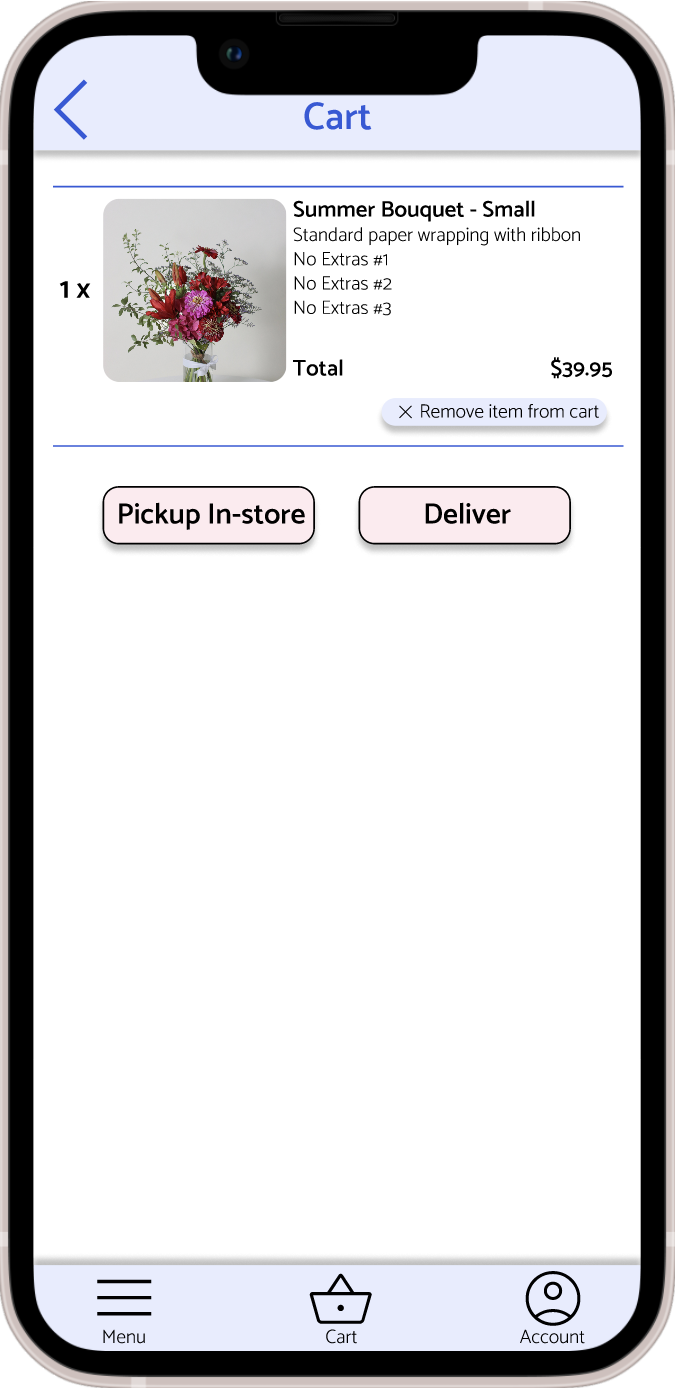 Cart
Summer Bouquet - Small
Standard paper wrapping with ribbon
No Extras #1
1 x
No Extras #2
No Extras #3
Total $39.95
Remove item from cart
Pickup In-store Deliver
Menu Cart Account